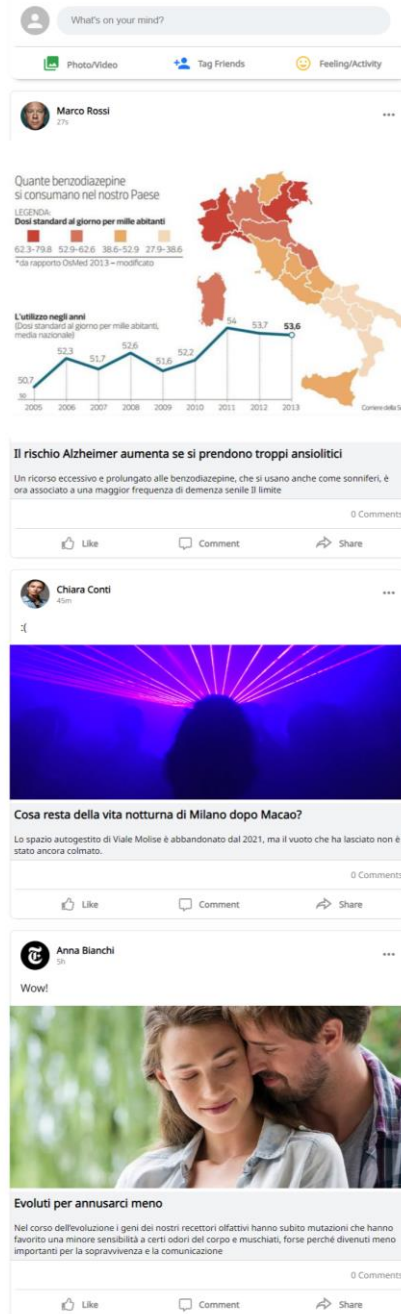 What's on your mind?
Photo/Video
Tag Friends
Feeling/Activity
Marco Rossi
27s
Quante benzodiazepine
si consumano nel nostro Paese
LEGENDA:
Dosi standard al giorno per mille abitanti
62.3-79.8 52.9-62.6 38.6-52.9 27.9-38.6
*da rapporto OsMed 2013 – modificato
L'utilizzo negli anni
(Dosi standard al giorno per mille abitanti,
media nazionale)
50,7 52,3 51,7 52,6 51,6 52,2 54 53,7 53,6
2005 2006 2007 2008 2009 2010 2011 2012 2013
Corriere della S
Il rischio Alzheimer aumenta se si prendono troppi ansiolitici
Un ricorso eccessivo e prolungato alle benzodiazepine, che si usano anche come sonniferi, è
ora associato a una maggior frequenza di demenza senile Il limite
0 Comments
Like
Comment
Share
Chiara Conti
45m
:(
Cosa resta della vita notturna di Milano dopo Macao?
Lo spazio autogestito di Viale Molise è abbandonato dal 2021, ma il vuoto che ha lasciato non è
stato ancora colmato.
0 Comments
Like
Comment
Share
Anna Bianchi
5h
Wow!
Evoluti per annusarci meno
Nel corso dell'evoluzione i geni dei nostri recettori olfattivi hanno subito mutazioni che hanno
favorito una minore sensibilità a certi odori del corpo e muschiati, forse perché divenuti meno
importanti per la sopravvivenza e la comunicazione
0 Comments
Like
Comment
Share